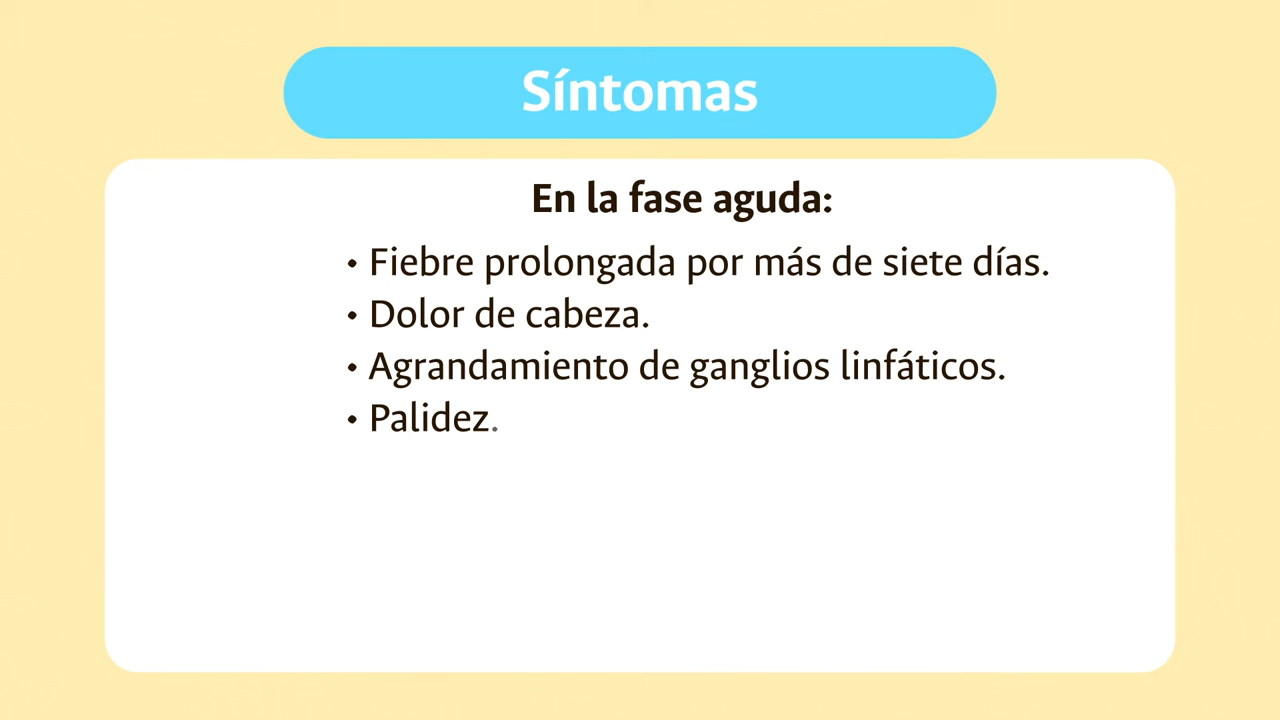 Síntomas
En la fase aguda:
• Fiebre prolongada por más de siete días.
• Dolor de cabeza.
• Agrandamiento de ganglios linfáticos.
• Palidez.